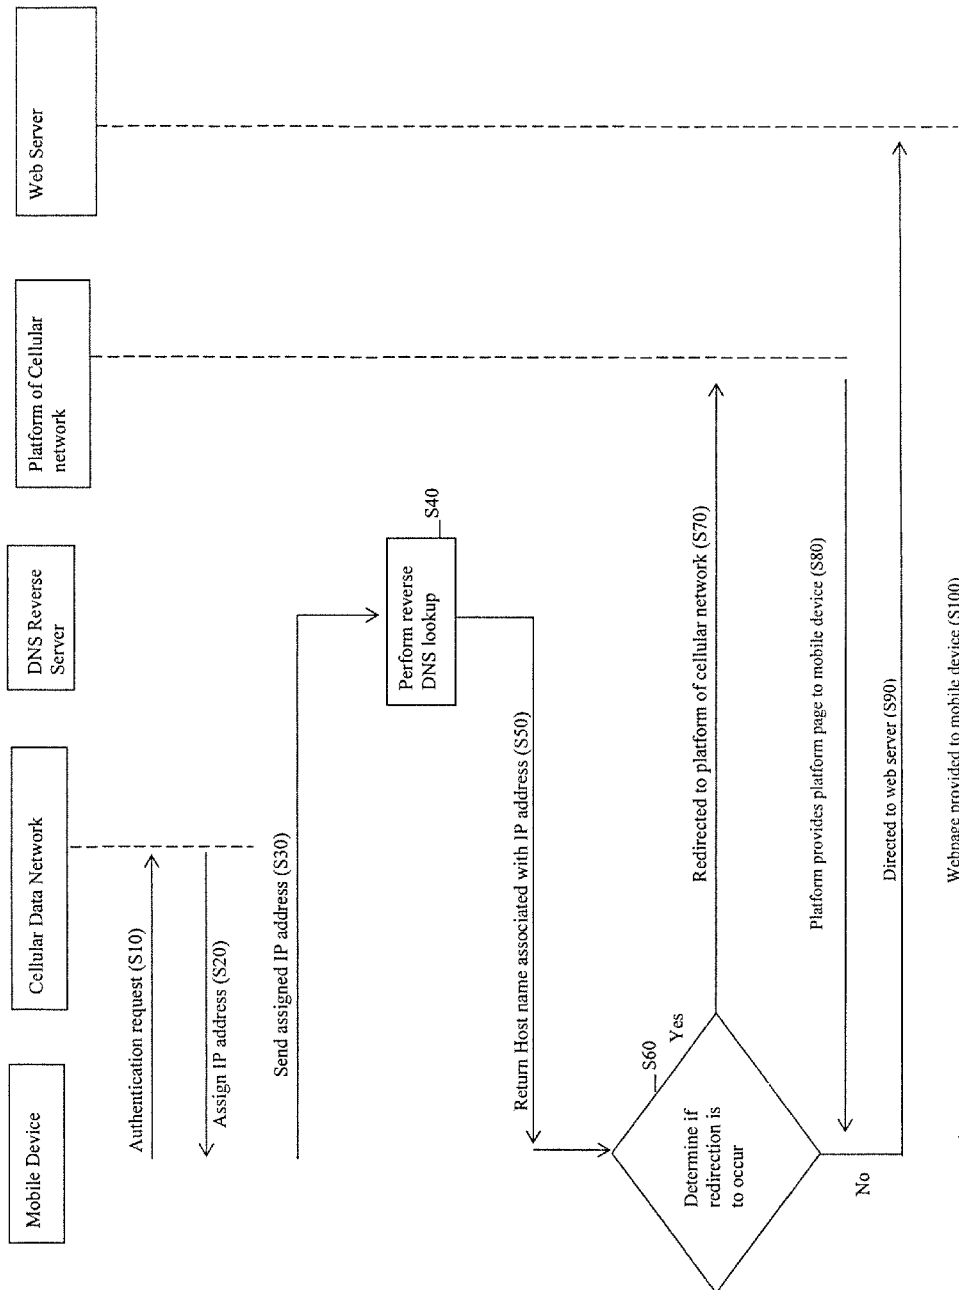 Mobile Device
Cellular Data Network
DNS Reverse
Server
Platform of Cellular
network
Web Server
Authentication request (S10)
Assign IP address (S20)
Send assigned IP address (S30)
Perform reverse
DNS lookup
S40
Return Host name associated with IP address (S50)
Determine if
redirection is
to occur
S60
Yes
Redirected to platform of cellular network (S70)
Platform provides platform page to mobile device (S80)
No
Directed to web server (S90)
Webpage provided to mobile device (S100)